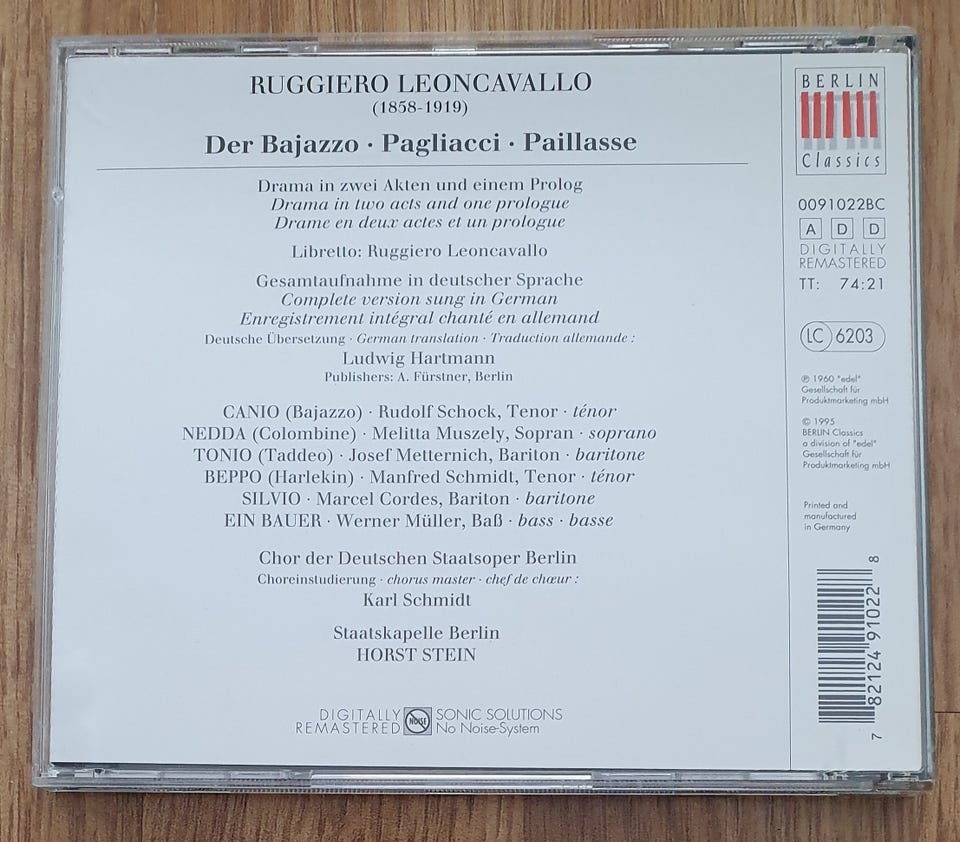 RUGGIERO LEONCAVALLO
(1858-1919)
Der Bajazzo · Pagliacci · Paillasse
Drama in zwei Akten und einem Prolog
Drama in two acts and one prologue
Drame en deux actes et un prologue
Libretto: Ruggiero Leoncavallo
Gesamtaufnahme in deutscher Sprache
Complete version sung in German
Enregistrement intégral chanté en allemand
Deutsche Übersetzung · German translation · Traduction allemande :
Ludwig Hartmann
Publishers: A. Fürstner, Berlin
CANIO (Bajazzo) · Rudolf Schock, Tenor · ténor
NEDDA (Colombine) · Melitta Muszely, Sopran · soprano
TONIO (Taddeo) · Josef Metternich, Bariton · baritone
BEPPO (Harlekin) · Manfred Schmidt, Tenor · ténor
SILVIO · Marcel Cordes, Bariton · baritone
EIN BAUER · Werner Müller, Baß · bass · basse
Chor der Deutschen Staatsoper Berlin
Choreinstudierung · chorus master · chef de chœur :
Karl Schmidt
Staatskapelle Berlin
HORST STEIN
DIGITALLY
REMASTERED
NOISE
SONIC SOLUTIONS
No Noise-System
BERLIN
Classics
0091022BC
A D D
DIGITALLY
REMASTERED
TT: 74:21
LC 6203
℗ 1960 "edel"
Gesellschaft für
Produktmarketing mbH
© 1995
BERLIN Classics
a division of "edel"
Gesellschaft für
Produktmarketing mbH
Printed and
manufactured
in Germany
7 82124 91022 8